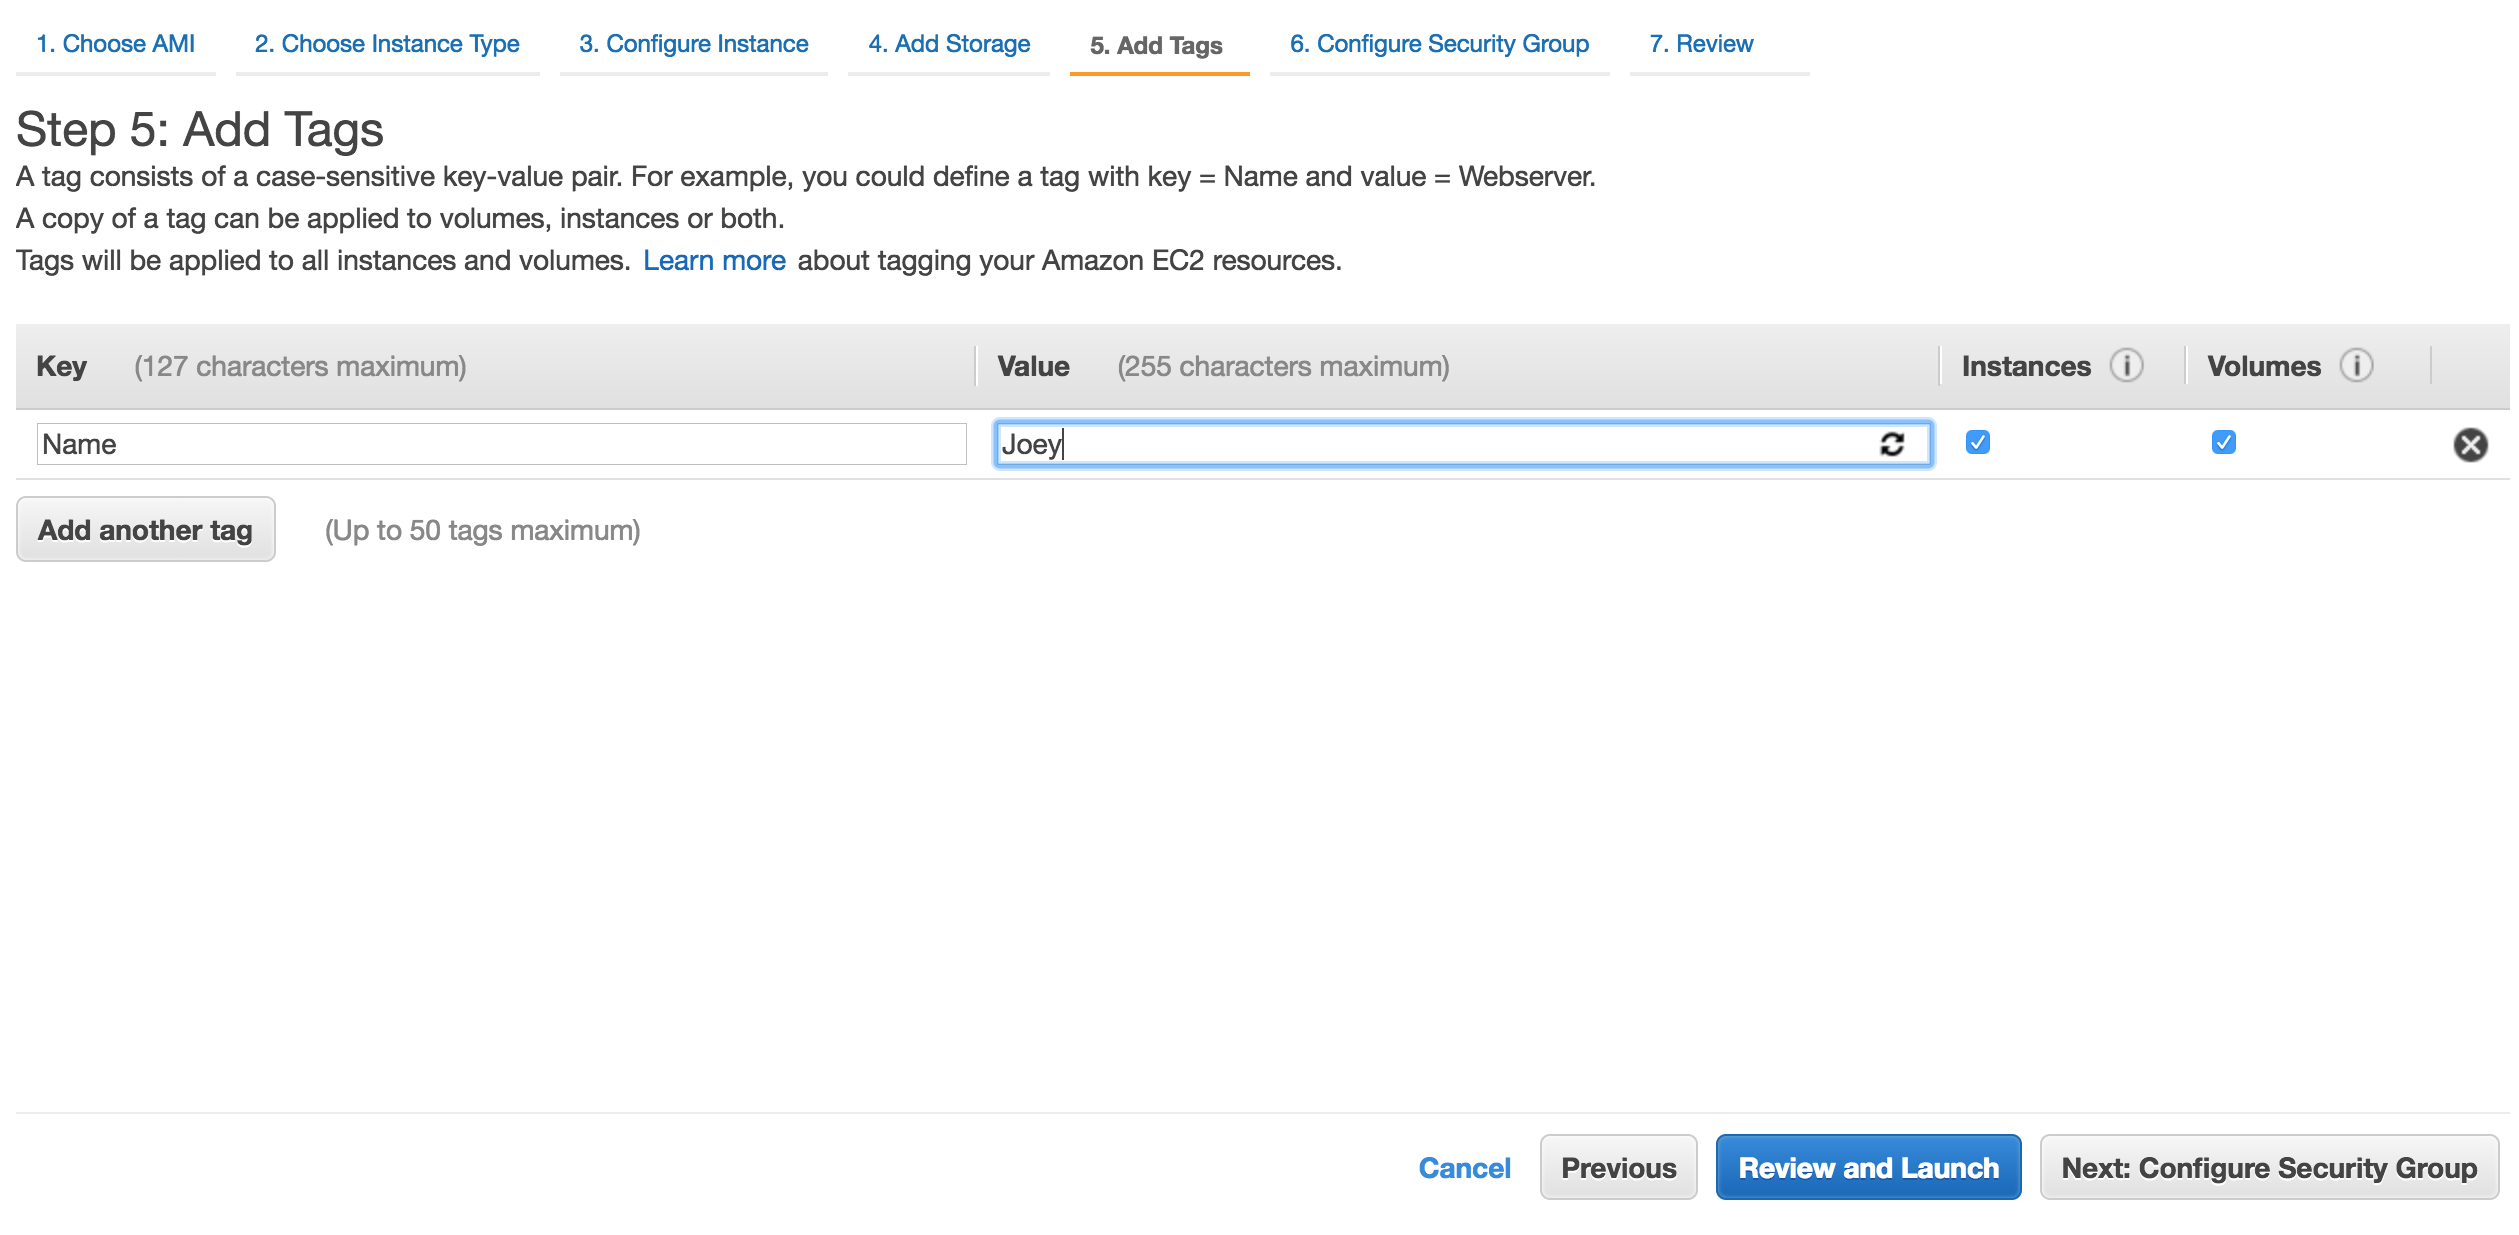 1. Choose AMI 2. Choose Instance Type 3. Configure Instance 4. Add Storage 5. Add Tags 6. Configure Security Group 7. Review
Step 5: Add Tags
A tag consists of a case-sensitive key-value pair. For example, you could define a tag with key = Name and value = Webserver.
A copy of a tag can be applied to volumes, instances or both.
Tags will be applied to all instances and volumes. Learn more about tagging your Amazon EC2 resources.
Key (127 characters maximum) Value (255 characters maximum) Instances i Volumes i
Name Joey
Add another tag (Up to 50 tags maximum)
Cancel Previous Review and Launch Next: Configure Security Group